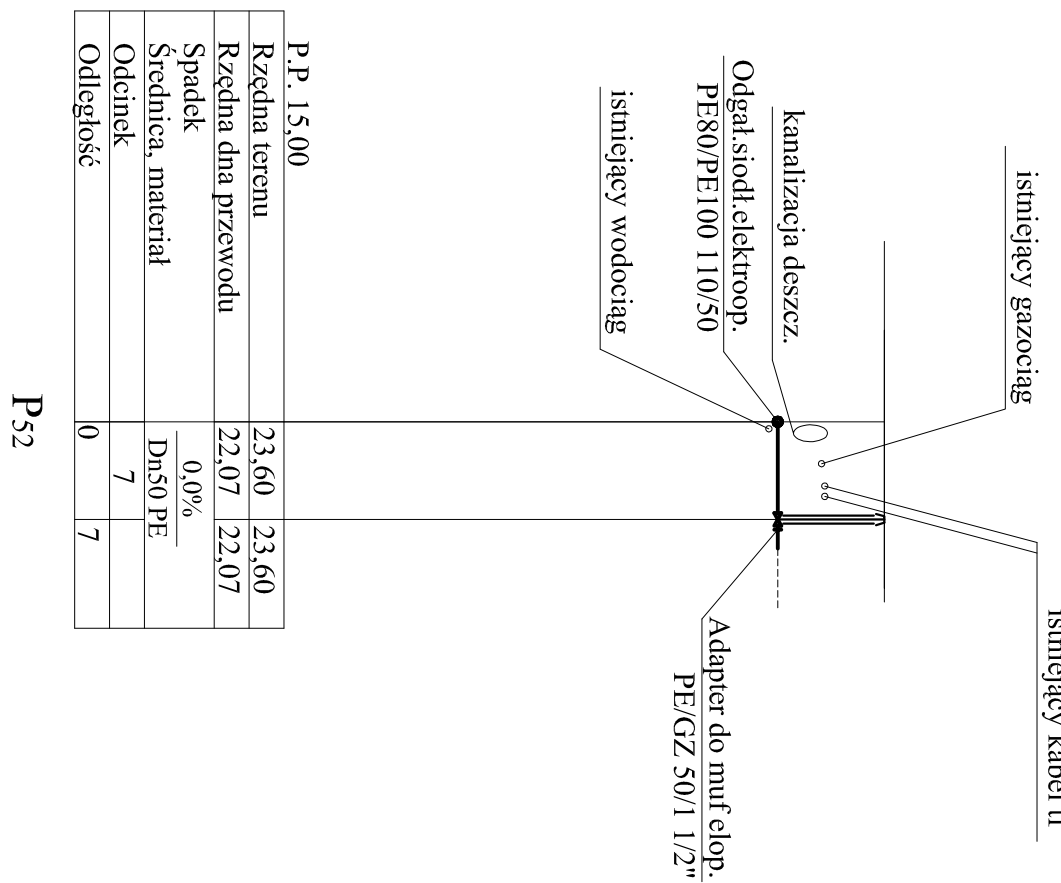 istniejący kabel
istniejący gazociąg
kanalizacja deszcz.
Odgał.siodł.elektroop.
PE80/PE100 110/50
istniejący wodociąg
Adapter do muf elop.
PE/GZ 50/1 1/2"
P.P. 15,00
Rzędna terenu 23,60 23,60
Rzędna dna przewodu 22,07 22,07
Spadek 0,0%
Średnica, materiał Dn50 PE
Odcinek 7
Odległość 0 7
P52